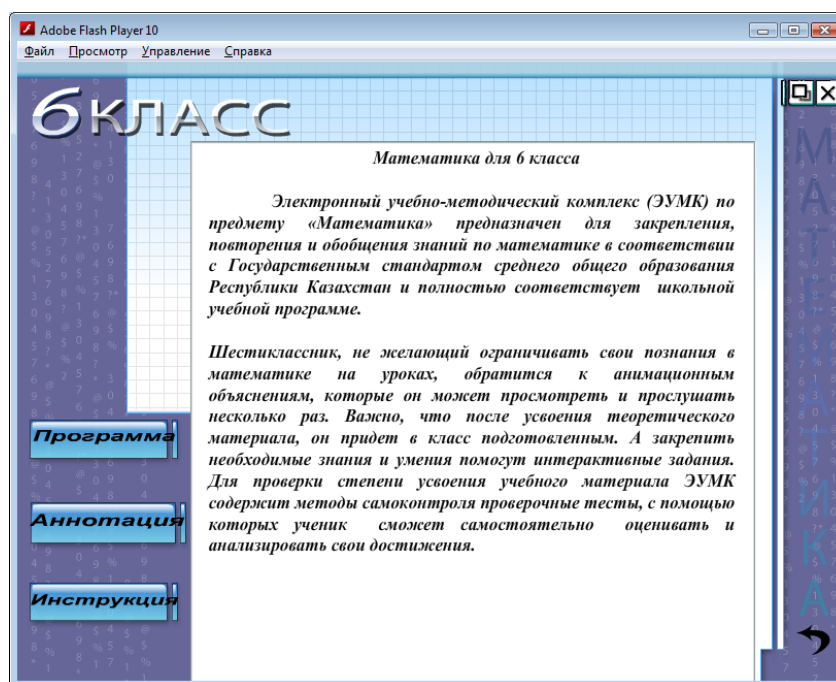 Adobe Flash Player 10
Файл Просмотр Управление Справка
6 КЛАСС
Математика для 6 класса
Электронный учебно-методический комплекс (ЭУМК) по
предмету «Математика» предназначен для закрепления,
повторения и обобщения знаний по математике в соответствии
с Государственным стандартом среднего общего образования
Республики Казахстан и полностью соответствует школьной
учебной программе.
Шестиклассник, не желающий ограничивать свои познания в
математике на уроках, обратится к анимационным
объяснениям, которые он может просмотреть и прослушать
несколько раз. Важно, что после усвоения теоретического
материала, он придет в класс подготовленным. А закрепить
необходимые знания и умения помогут интерактивные задания.
Для проверки степени усвоения учебного материала ЭУМК
содержит методы самоконтроля проверочные тесты, с помощью
которых ученик сможет самостоятельно оценивать и
анализировать свои достижения.
Программа
Аннотация
Инструкция
МАТЕМАТИКА